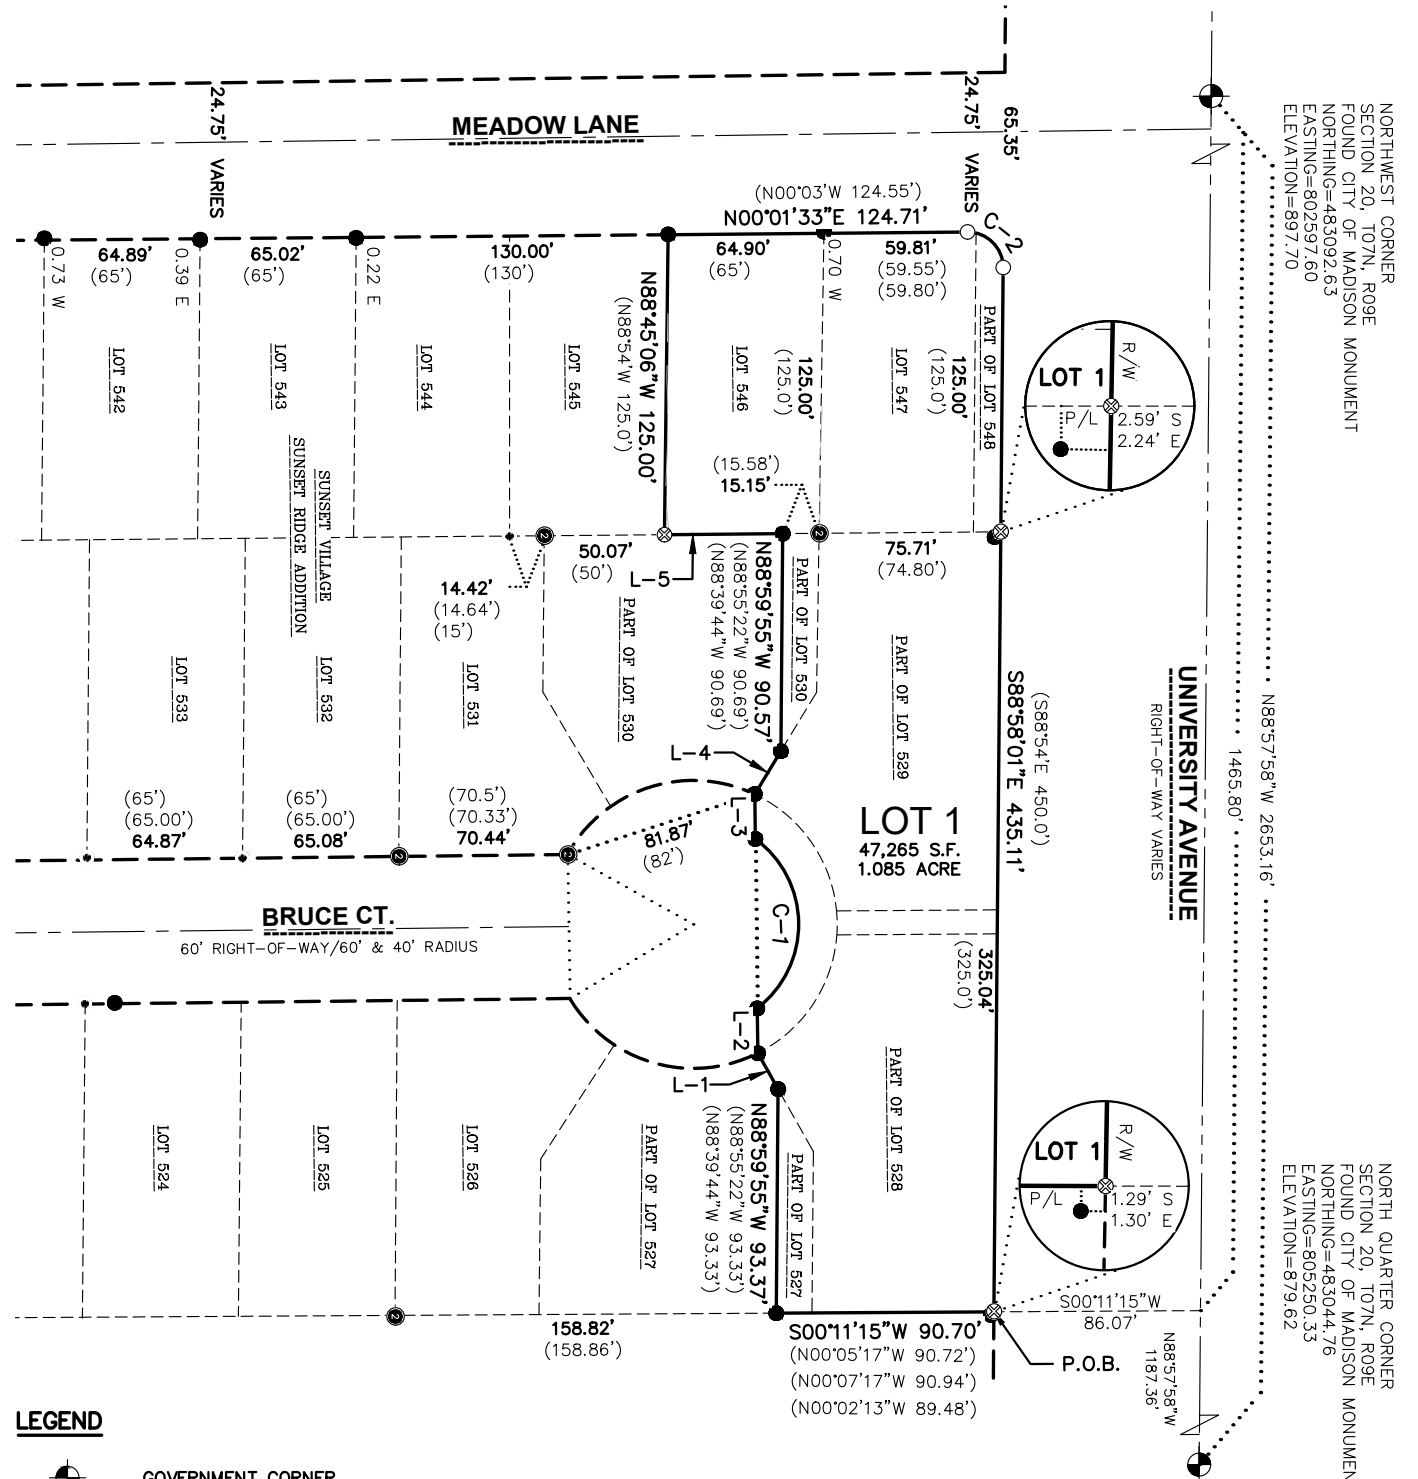 NORTHWEST CORNER
SECTION 20, T07N, R09E
FOUND CITY OF MADISON MONUMENT
NORTHING=483092.63
EASTING=802597.60
ELEVATION=897.70
24.75'
VARIES
MEADOW LANE
24.75'
VARIES
65.35'
(N00°03'W 124.55')
N00°01'33"E 124.71'
C-2
0.73 W
64.89'
(65')
0.39 E
65.02'
(65')
0.22 E
130.00'
(130')
64.90'
(65')
0.70 W
59.81'
(59.55')
(59.80')
N88°45'06"W 125.00'
(N88°54'W 125.0')
LOT 542
LOT 543
LOT 544
LOT 545
LOT 546
125.00'
(125.0')
LOT 547
125.00'
(125.0')
PART OF LOT 548
R/W
LOT 1
P/L
2.59' S
2.24' E
SUNSET VILLAGE
SUNSET RIDGE ADDITION
(15.58')
15.15'
50.07'
(50')
L-5
75.71'
(74.80')
14.42'
(14.64')
(15')
PART OF LOT 530
N88°59'55"W 90.57'
(N88°55'22"W 90.69')
(N88°39'44"W 90.69')
PART OF LOT 530
PART OF LOT 529
LOT 533
LOT 532
LOT 531
L-4
L-3
(S88°54'E 450.0')
S88°58'01"E 435.11'
UNIVERSITY AVENUE
RIGHT-OF-WAY VARIES
N88°57'58"W 2653.16'
1465.80'
(65')
(65.00')
64.87'
(65')
(65.00')
65.08'
(70.5')
(70.33')
70.44'
81.87'
(82')
LOT 1
47,265 S.F.
1.085 ACRE
BRUCE CT.
60' RIGHT-OF-WAY/60' & 40' RADIUS
C-1
325.04'
(325.0')
L-2
L-1
LOT 524
LOT 525
LOT 526
PART OF LOT 527
N88°59'55"W 93.37'
(N88°55'22"W 93.33')
(N88°39'44"W 93.33')
PART OF LOT 527
PART OF LOT 528
R/W
LOT 1
P/L
1.29' S
1.30' E
S00°11'15"W
86.07'
158.82'
(158.86')
S00°11'15"W 90.70'
(N00°05'17"W 90.72')
(N00°07'17"W 90.94')
(N00°02'13"W 89.48')
P.O.B.
N88°57'58"W
1187.36'
NORTH QUARTER CORNER
SECTION 20, T07N, R09E
FOUND CITY OF MADISON MONUMEN
NORTHING=483044.76
EASTING=805250.33
ELEVATION=879.62
2
2
2
2
2
LEGEND
GOVERNMENT CORNER